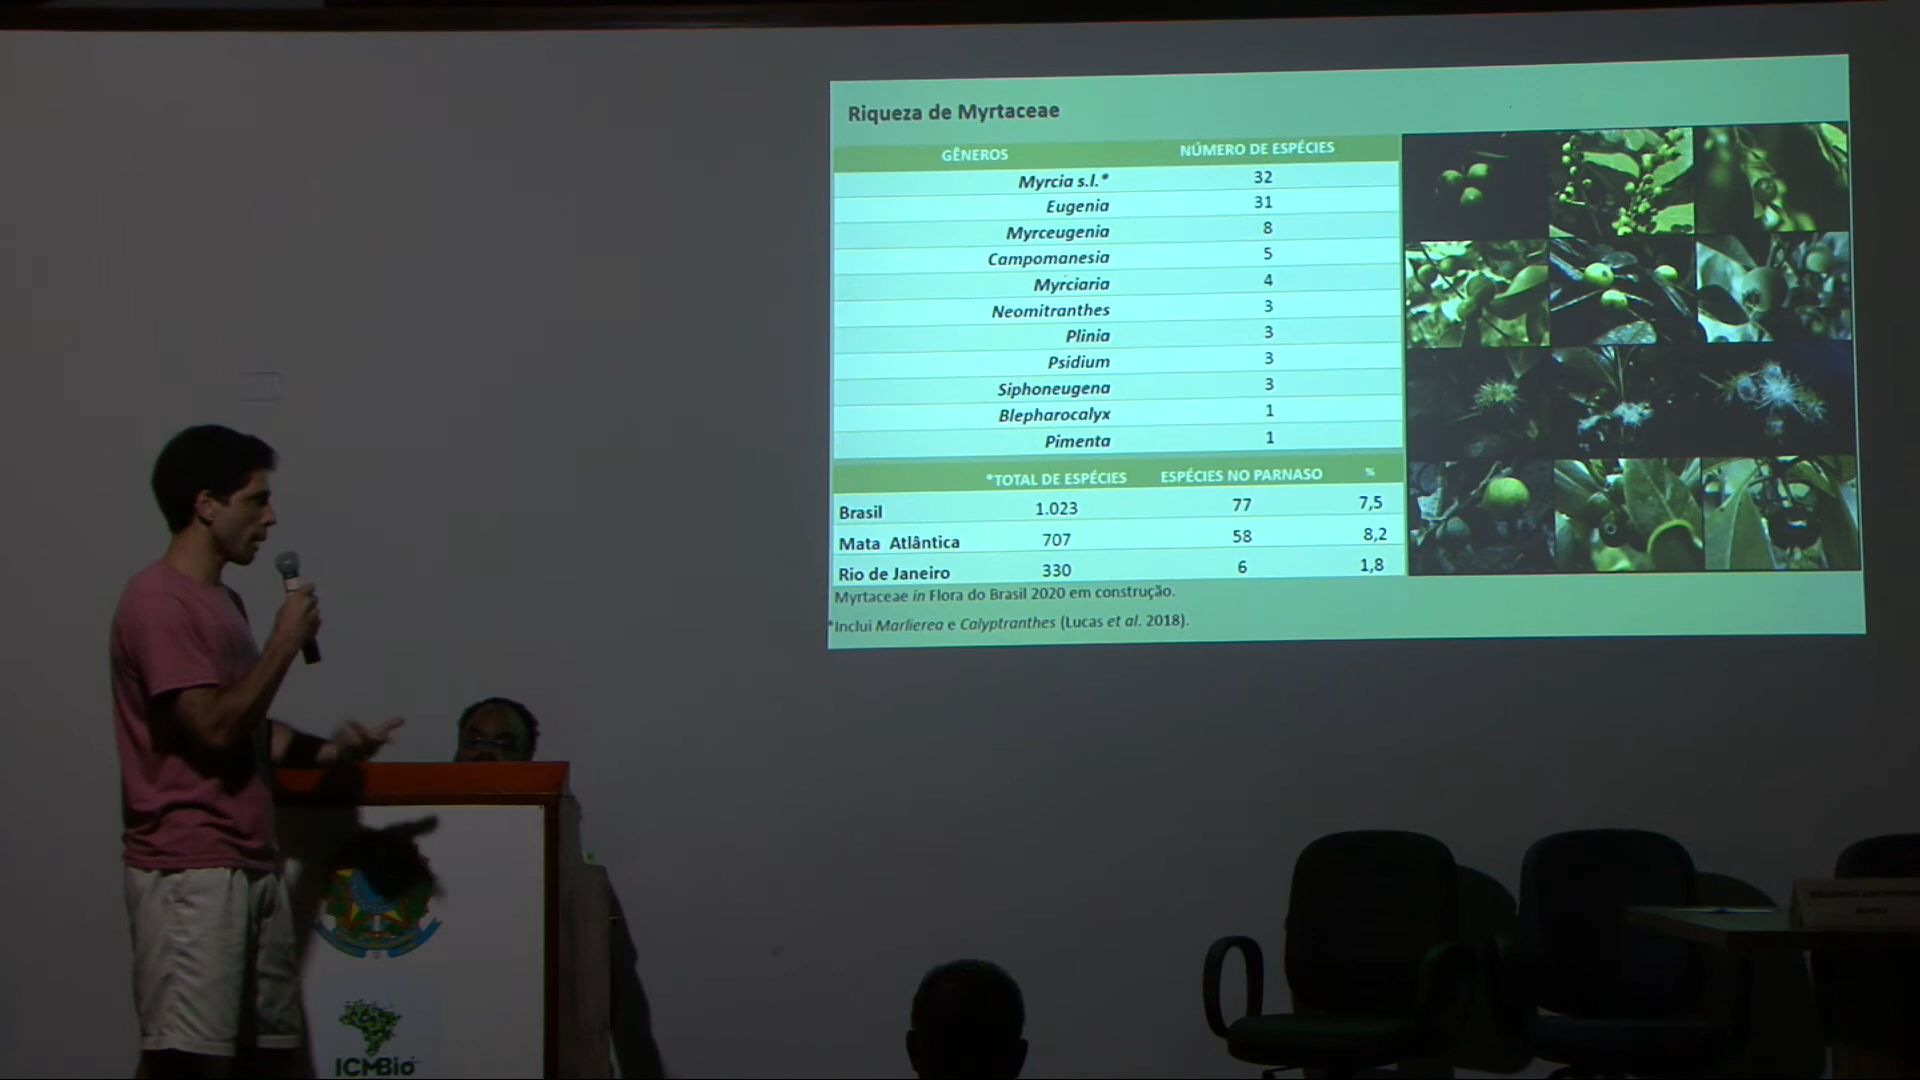 Riqueza de Myrtaceae
GÊNEROS NÚMERO DE ESPÉCIES
Myrcia s.l.* 32
Eugenia 31
Myrceugenia 8
Campomanesia 5
Myrciaria 4
Neomitranthes 3
Plinia 3
Psidium 3
Siphoneugena 3
Blepharocalyx 1
Pimenta 1
*TOTAL DE ESPÉCIES ESPÉCIES NO PARNASO %
Brasil 1.023 77 7,5
Mata Atlântica 707 58 8,2
Rio de Janeiro 330 6 1,8
Myrtaceae in Flora do Brasil 2020 em construção.
*Inclui Marlierea e Calyptranthes (Lucas et al. 2018).
ICMBio